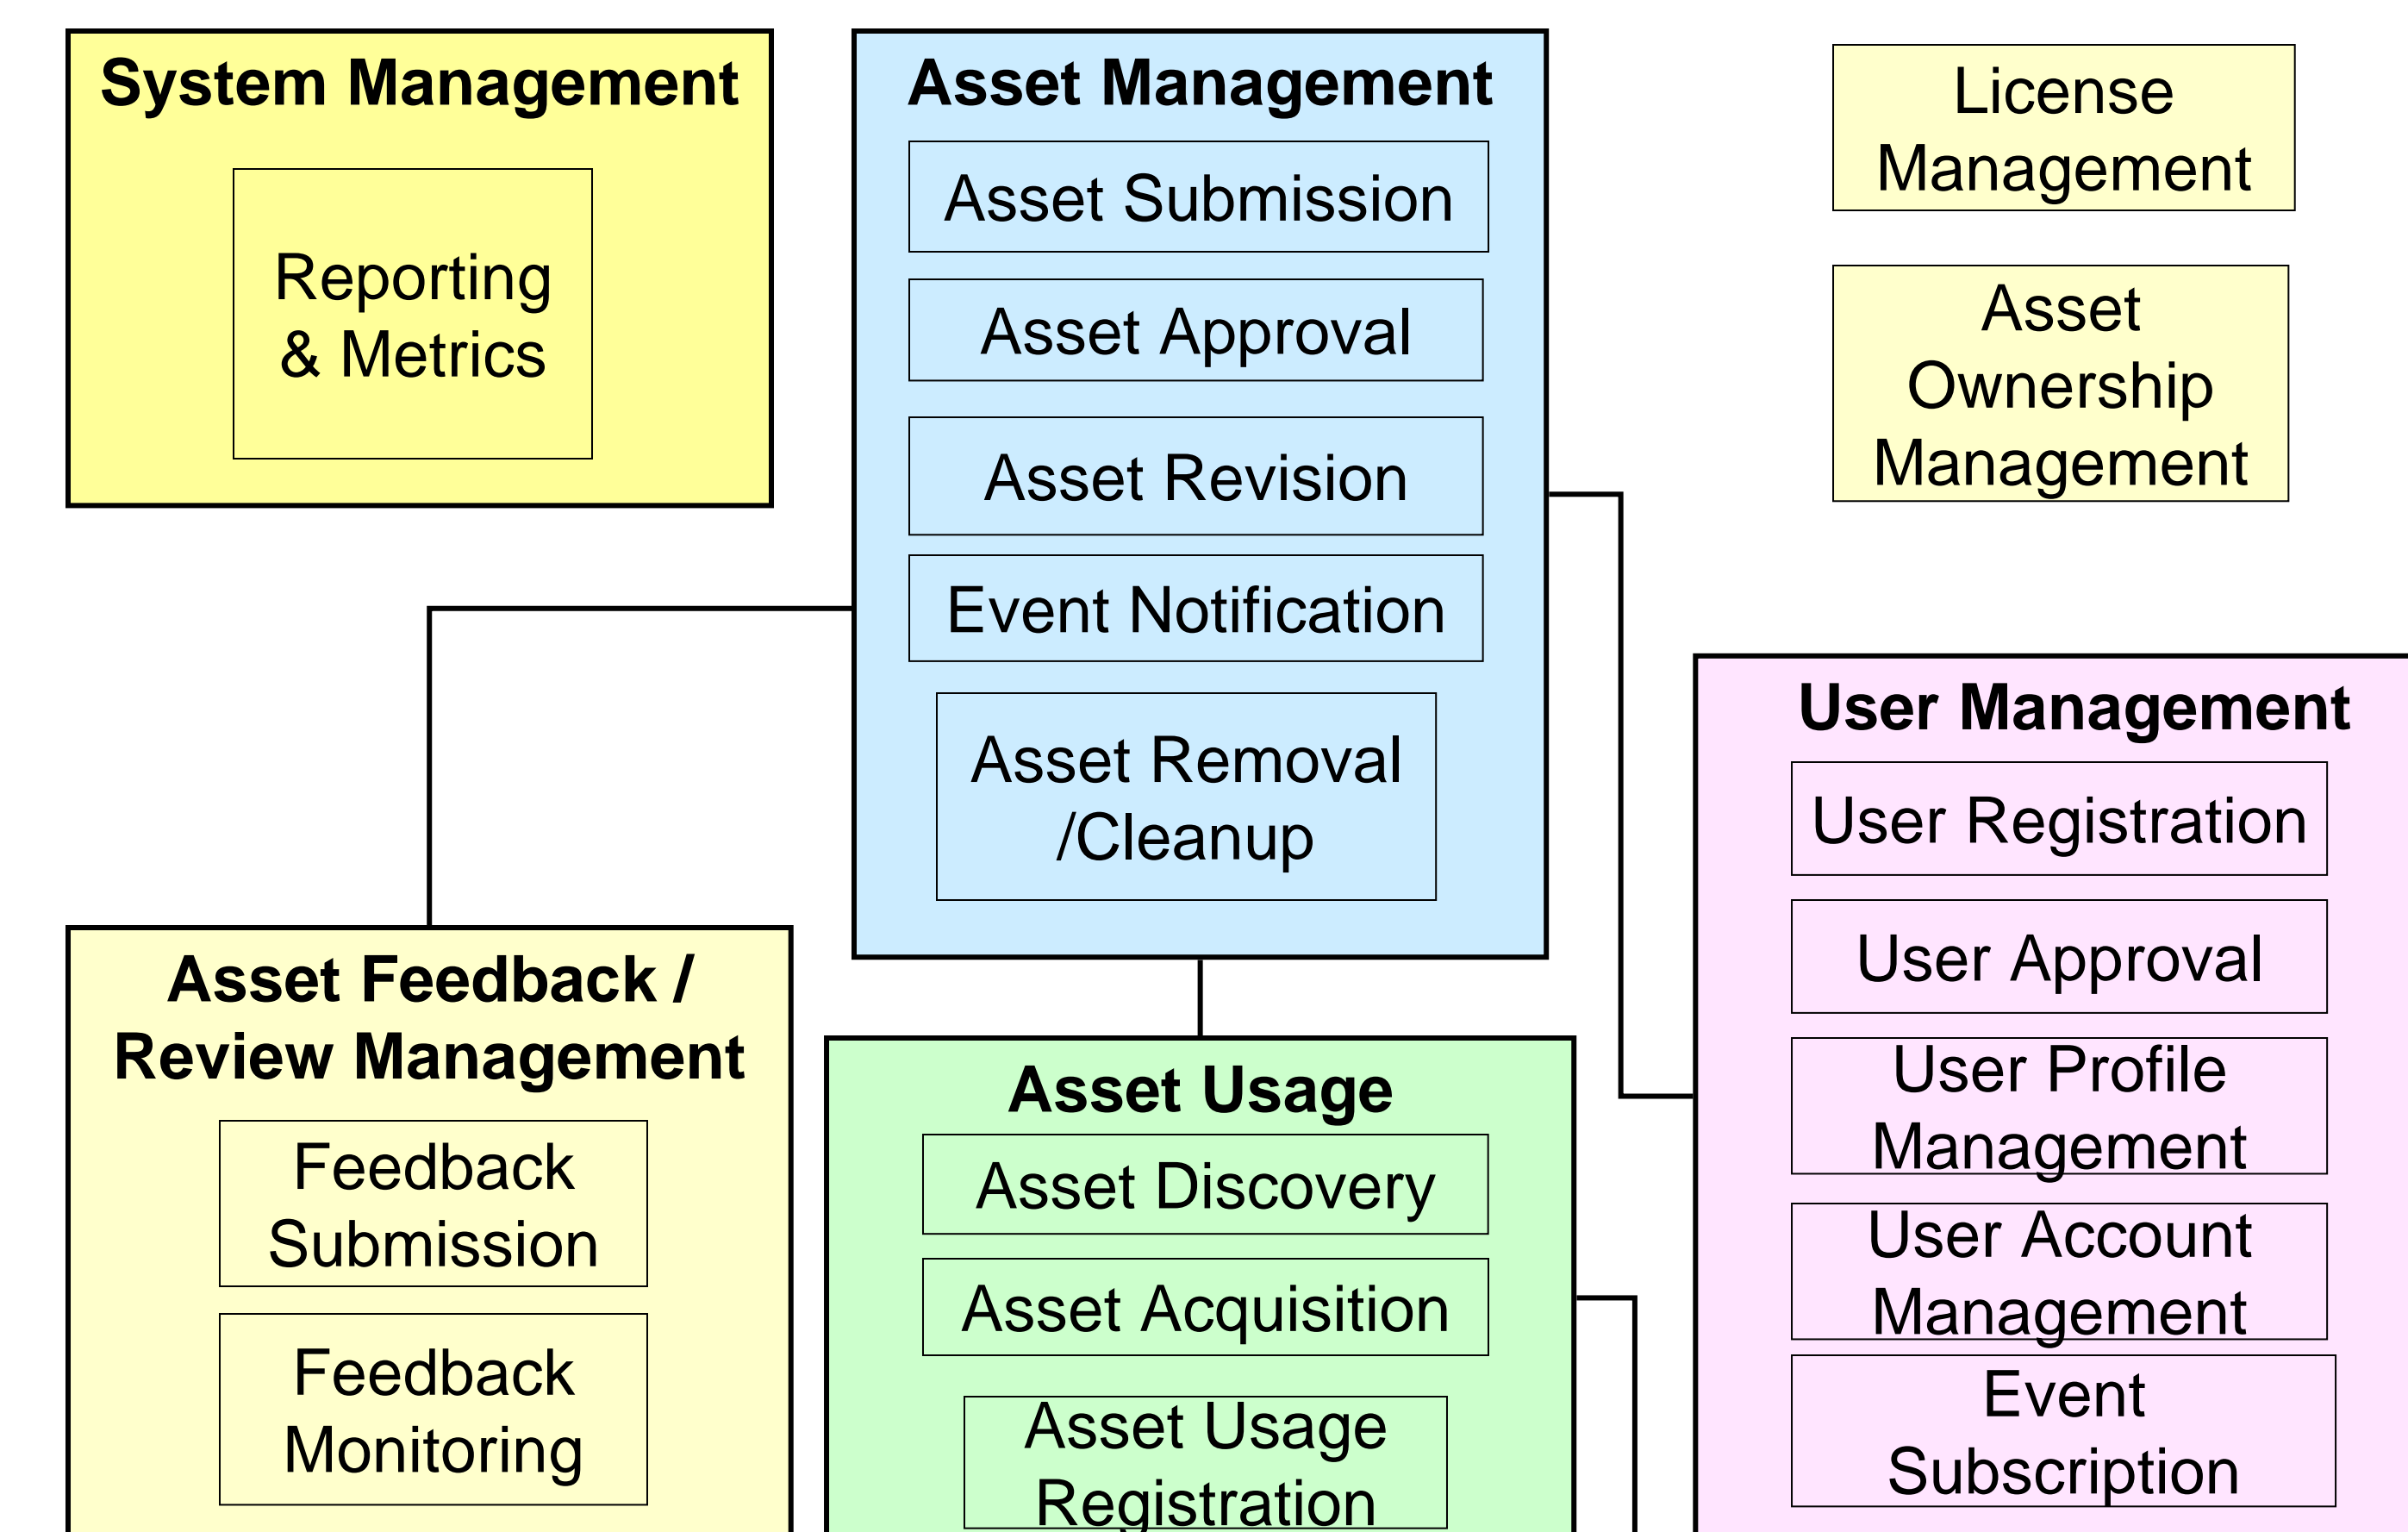 System Management
Reporting
& Metrics
Asset Management
Asset Submission
Asset Approval
Asset Revision
Event Notification
Asset Removal
/Cleanup
License
Management
Asset
Ownership
Management
User Management
User Registration
User Approval
User Profile
Management
User Account
Management
Event
Subscription
Asset Feedback /
Review Management
Feedback
Submission
Feedback
Monitoring
Asset Usage
Asset Discovery
Asset Acquisition
Asset Usage
Registration